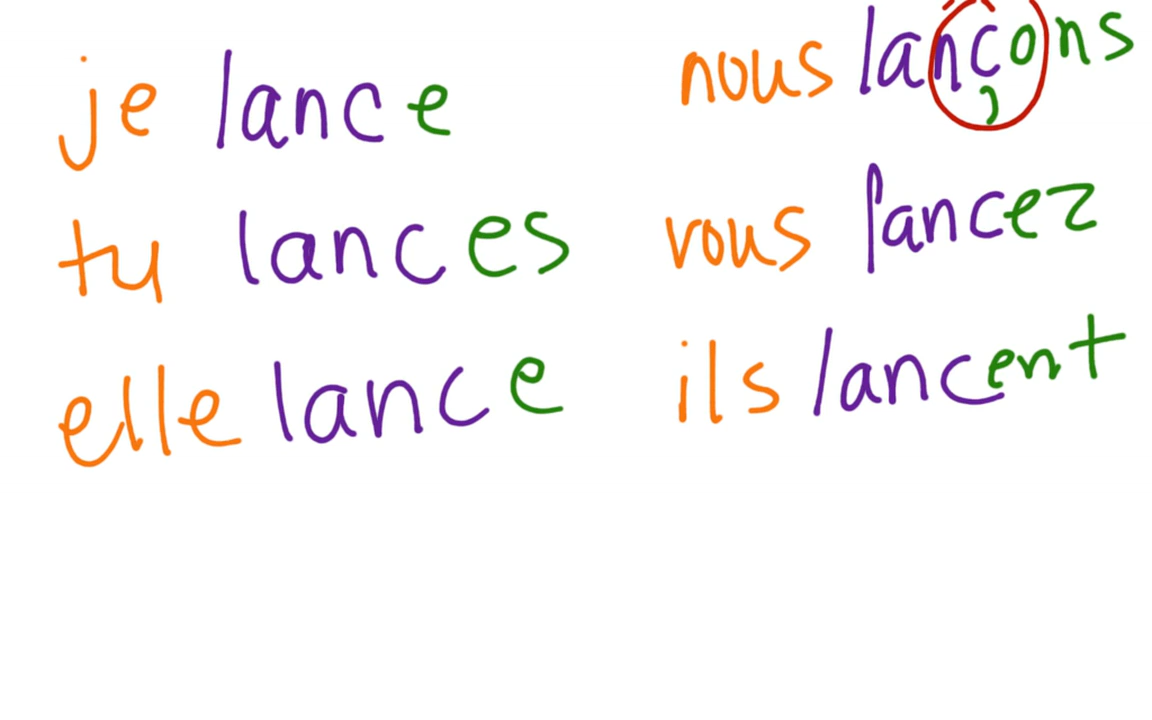 je lance
tu lances
elle lance
nous lançons
vous lancez
ils lancent